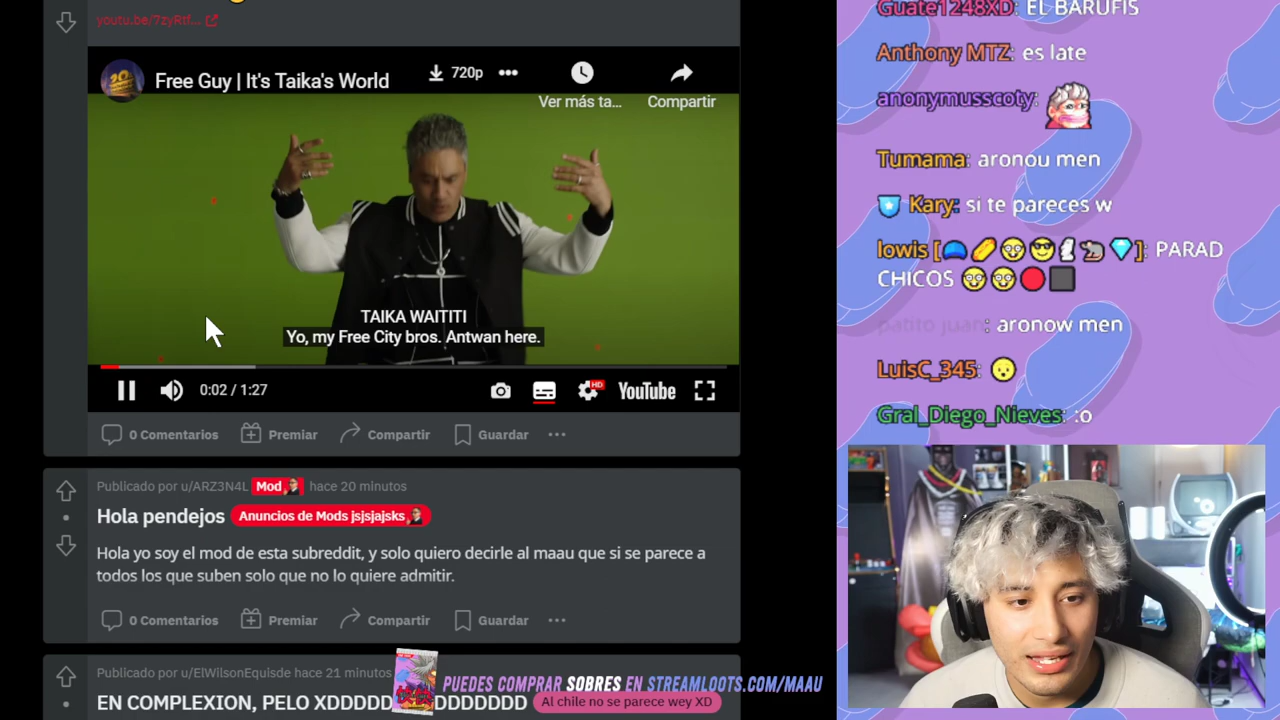 youtu.be/7zyRtf...
Free Guy | It's Taika's World
720p
Ver más ta...
Compartir
TAIKA WAITITI
Yo, my Free City bros. Antwan here.
0:02 / 1:27
HD
YouTube
0 Comentarios
Premiar
Compartir
Guardar
Publicado por u/ARZ3N4L Mod hace 20 minutos
Hola pendejos Anuncios de Mods jsjsjajsks
Hola yo soy el mod de esta subreddit, y solo quiero decirle al maau que si se parece a
todos los que suben solo que no lo quiere admitir.
0 Comentarios
Premiar
Compartir
Guardar
Publicado por u/ElWilsonEquisde hace 21 minutos
EN COMPLEXION, PELO XDDDDD DDDDDDD Al chile no se parece wey XD
PUEDES COMPRAR SOBRES EN STREAMLOOTS.COM/MAAU
Guate1248XD: EL BARUFIS
Anthony MTZ: es late
anonymusscoty:
Tumama: aronou men
Kary: si te pareces w
lowis [ ]: PARAD
CHICOS
patito juan: aronow men
LuisC_345:
Gral_Diego_Nieves: :o